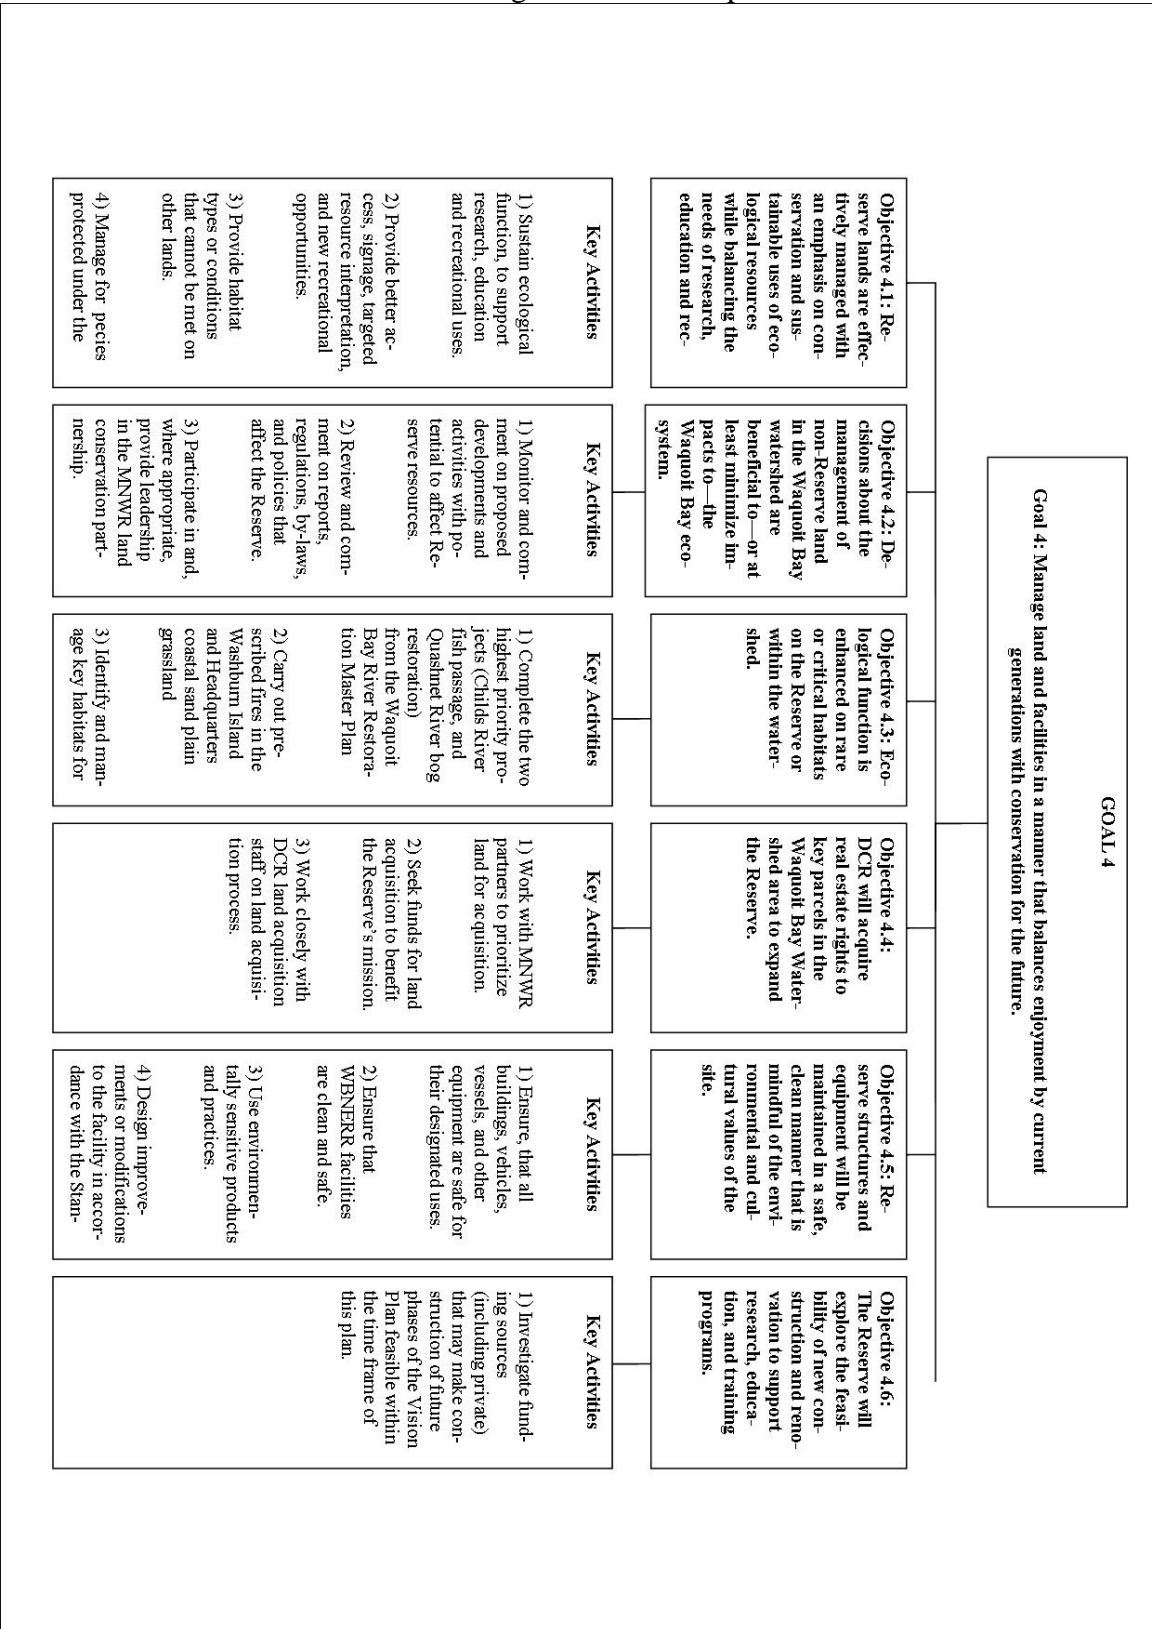 GOAL 4
Goal 4: Manage land and facilities in a manner that balances enjoyment by current
generations with conservation for the future.
Objective 4.1: Re-
serve lands are effec-
tively managed with
an emphasis on con-
servation and sus-
tainable uses of eco-
logical resources
while balancing the
needs of research,
education and rec-
Key Activities
1) Sustain ecological
function, to support
research, education
and recreational uses.
2) Provide better ac-
cess, signage, targeted
resource interpretation,
and new recreational
opportunities.
3) Provide habitat
types or conditions
that cannot be met on
other lands.
4) Manage for pecies
protected under the
Objective 4.2: De-
cisions about the
management of
non-Reserve land
in the Waquoit Bay
watershed are
beneficial to—or at
least minimize im-
pacts to—the
Waquoit Bay eco-
system.
Key Activities
1) Monitor and com-
ment on proposed
developments and
activities with po-
tential to affect Re-
serve resources.
2) Review and com-
ment on reports,
regulations, by-laws,
and policies that
affect the Reserve.
3) Participate in and,
where appropriate,
provide leadership
in the MNWR land
conservation part-
nership.
Objective 4.3: Eco-
logical function is
enhanced on rare
or critical habitats
on the Reserve or
within the water-
shed.
Key Activities
1) Complete the two
highest priority pro-
jects (Childs River
fish passage, and
Quashnet River bog
restoration)
from the Waquoit
Bay River Restora-
tion Master Plan
2) Carry out pre-
scribed fires in the
Washburn Island
and Headquarters
coastal sand plain
grassland
3) Identify and man-
age key habitats for
Objective 4.4:
DCR will acquire
real estate rights to
key parcels in the
Waquoit Bay Water-
shed area to expand
the Reserve.
Key Activities
1) Work with MNWR
partners to prioritize
land for acquisition.
2) Seek funds for land
acquisition to benefit
the Reserve's mission.
3) Work closely with
DCR land acquisition
staff on land acquisi-
tion process.
Objective 4.5: Re-
serve structures and
equipment will be
maintained in a safe,
clean manner that is
mindful of the envi-
ronmental and cul-
tural values of the
site.
Key Activities
1) Ensure, that all
buildings, vehicles,
vessels, and other
equipment are safe for
their designated uses.
2) Ensure that
WBNERR facilities
are clean and safe.
3) Use environmen-
tally sensitive products
and practices.
4) Design improve-
ments or modifications
to the facility in accor-
dance with the Stan-
Objective 4.6:
The Reserve will
explore the feasi-
bility of new con-
struction and reno-
vation to support
research, educa-
tion, and training
programs.
Key Activities
1) Investigate fund-
ing sources
(including private)
that may make con-
struction of future
phases of the Vision
Plan feasible within
the time frame of
this plan.